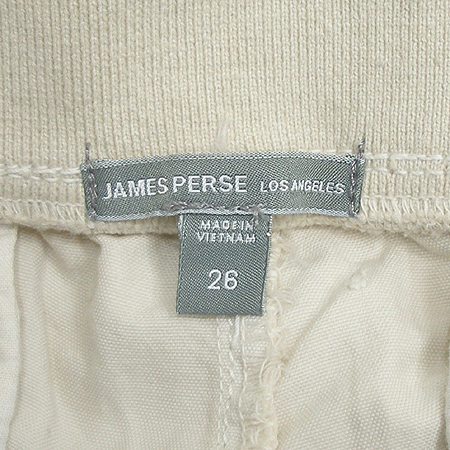 JAMES PERSE LOS ANGELES
MADE IN
VIETNAM
26